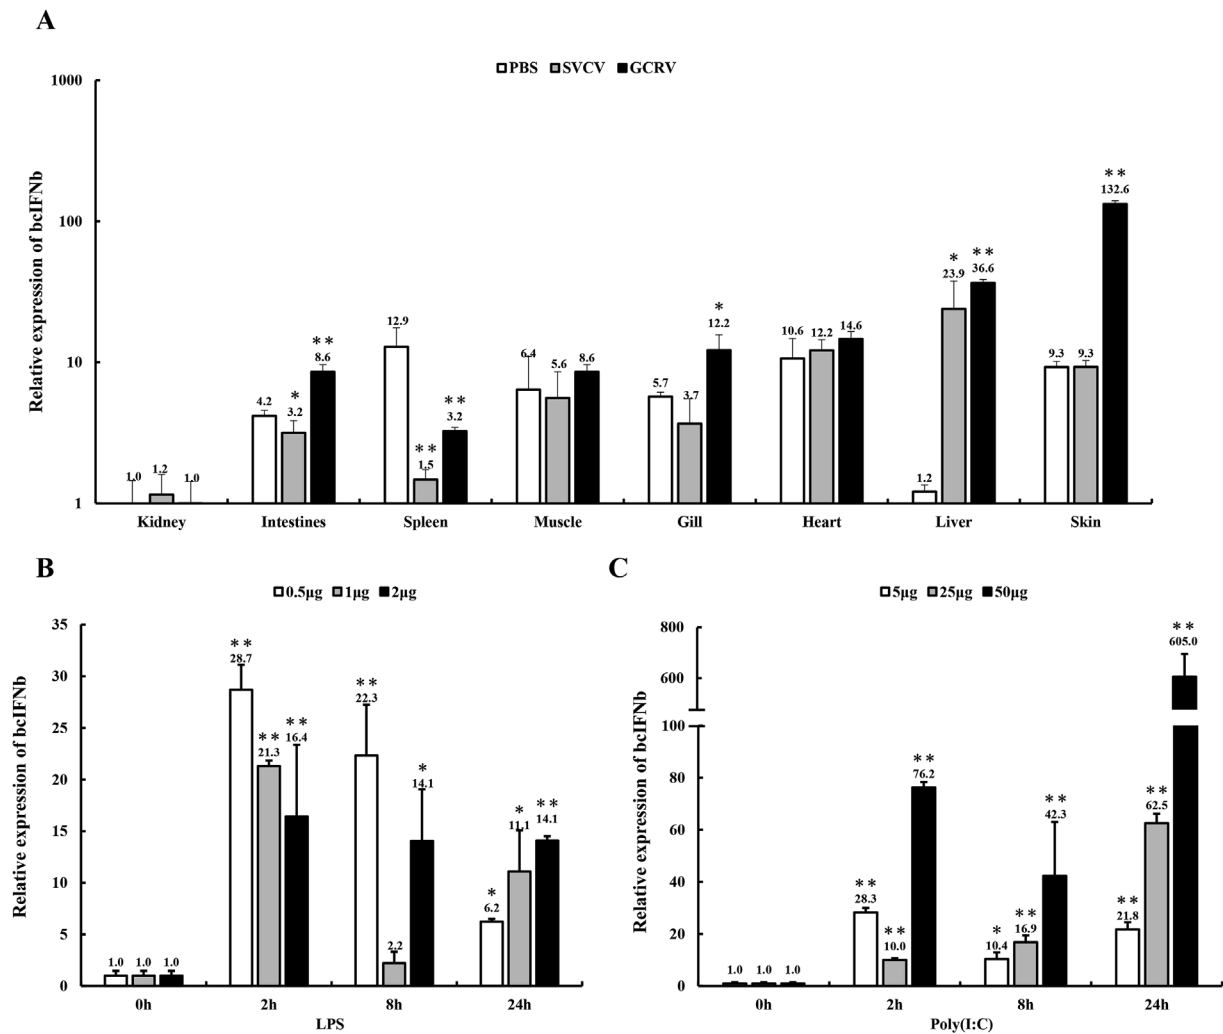 A
PBS SVCV GCRV
Relative expression of bcIFNb
1000
100
10
1
1.0 1.2 1.0
4.2 * 3.2 ** 8.6
12.9 ** 1.5 ** 3.2
6.4 5.6 8.6
5.7 3.7 * 12.2
10.6 12.2 14.6
1.2 * 23.9 ** 36.6
9.3 9.3 ** 132.6
Kidney Intestines Spleen Muscle Gill Heart Liver Skin
B
0.5μg 1μg 2μg
Relative expression of bcIFNb
35
30
25
20
15
10
5
0
1.0 1.0 1.0
** 28.7 ** 21.3 ** 16.4
** 22.3 2.2 * 14.1
* 6.2 * 11.1 ** 14.1
0h 2h 8h 24h
LPS
C
5μg 25μg 50μg
Relative expression of bcIFNb
800
600
100
80
60
40
20
0
1.0 1.0 1.0
** 28.3 ** 10.0 ** 76.2
* 10.4 ** 16.9 ** 42.3
** 21.8 ** 62.5 ** 605.0
0h 2h 8h 24h
Poly(I:C)